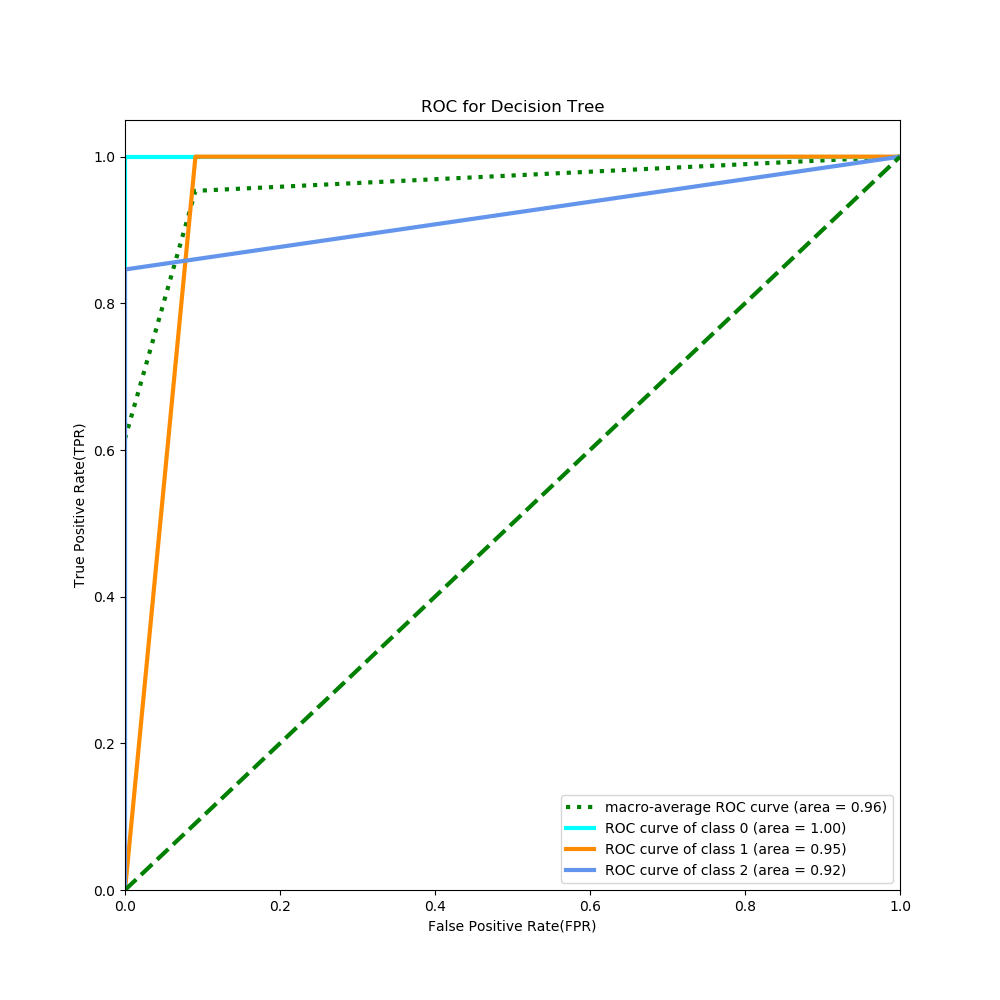 ROC for Decision Tree
1.0
0.8
0.6
0.4
0.2
0.0
True Positive Rate(TPR)
0.0 0.2 0.4 0.6 0.8 1.0
False Positive Rate(FPR)
macro-average ROC curve (area = 0.96)
ROC curve of class 0 (area = 1.00)
ROC curve of class 1 (area = 0.95)
ROC curve of class 2 (area = 0.92)